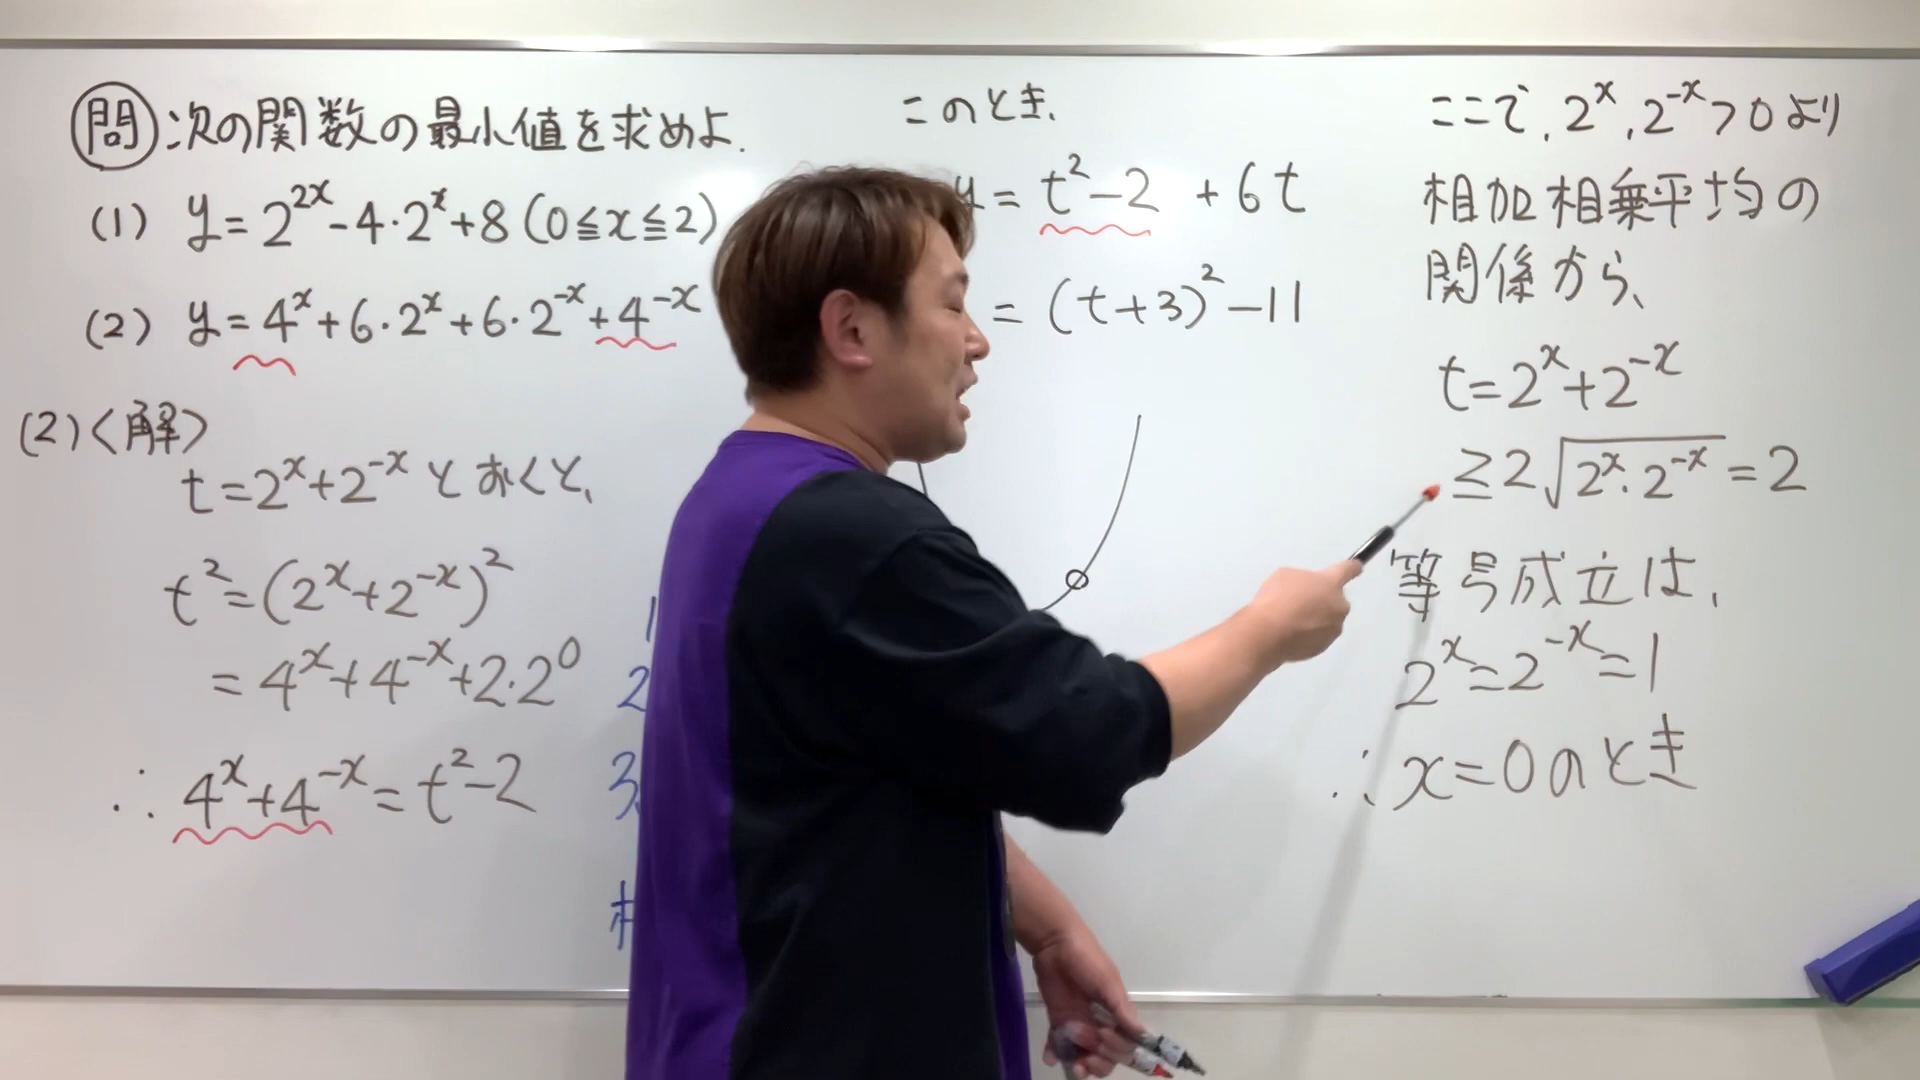 問 次の関数の最小値を求めよ.
(1) y=2^{2x}-4・2^x+8 (0≦x≦2)
(2) y=4^x+6・2^x+6・2^{-x}+4^{-x}
(2)〈解〉
t=2^x+2^{-x} とおくと、
t^2=(2^x+2^{-x})^2
=4^x+4^{-x}+2・2^0
∴ 4^x+4^{-x}=t^2-2
このとき、
y=t^2-2 +6t
=(t+3)^2-11
ここで, 2^x, 2^{-x}>0より
相加相乗平均の
関係から、
t=2^x+2^{-x}
≧2√(2^x・2^{-x})=2
等号成立は、
2^x=2^{-x}=1
∴x=0のとき